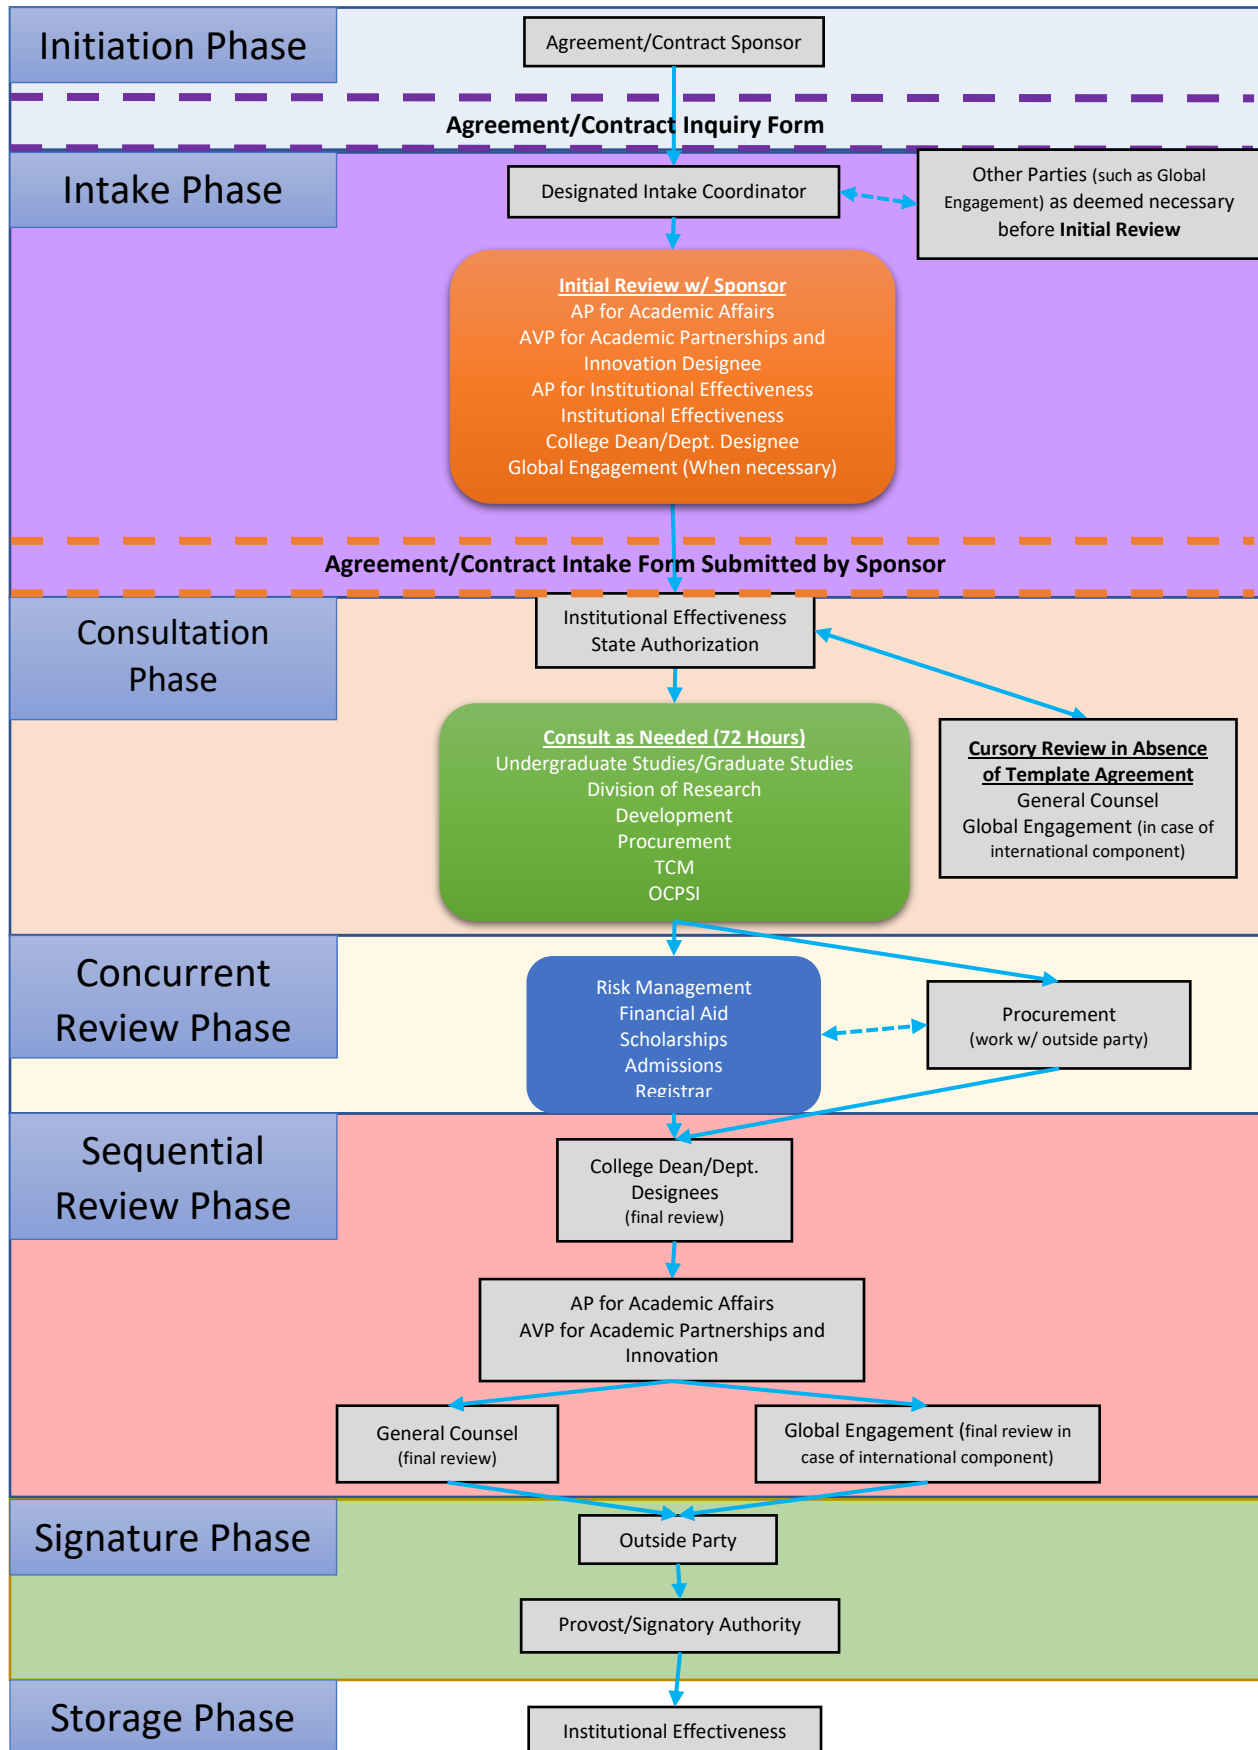 Initiation Phase
Agreement/Contract Sponsor
Agreement/Contract Inquiry Form
Intake Phase
Designated Intake Coordinator
Other Parties (such as Global
Engagement) as deemed necessary
before Initial Review
Initial Review w/ Sponsor
AP for Academic Affairs
AVP for Academic Partnerships and
Innovation Designee
AP for Institutional Effectiveness
Institutional Effectiveness
College Dean/Dept. Designee
Global Engagement (When necessary)
Agreement/Contract Intake Form Submitted by Sponsor
Consultation
Phase
Institutional Effectiveness
State Authorization
Consult as Needed (72 Hours)
Undergraduate Studies/Graduate Studies
Division of Research
Development
Procurement
TCM
OCPSI
Cursory Review in Absence
of Template Agreement
General Counsel
Global Engagement (in case of
international component)
Concurrent
Review Phase
Risk Management
Financial Aid
Scholarships
Admissions
Registrar
Procurement
(work w/ outside party)
Sequential
Review Phase
College Dean/Dept.
Designees
(final review)
AP for Academic Affairs
AVP for Academic Partnerships and
Innovation
General Counsel
(final review)
Global Engagement (final review in
case of international component)
Signature Phase
Outside Party
Provost/Signatory Authority
Storage Phase
Institutional Effectiveness